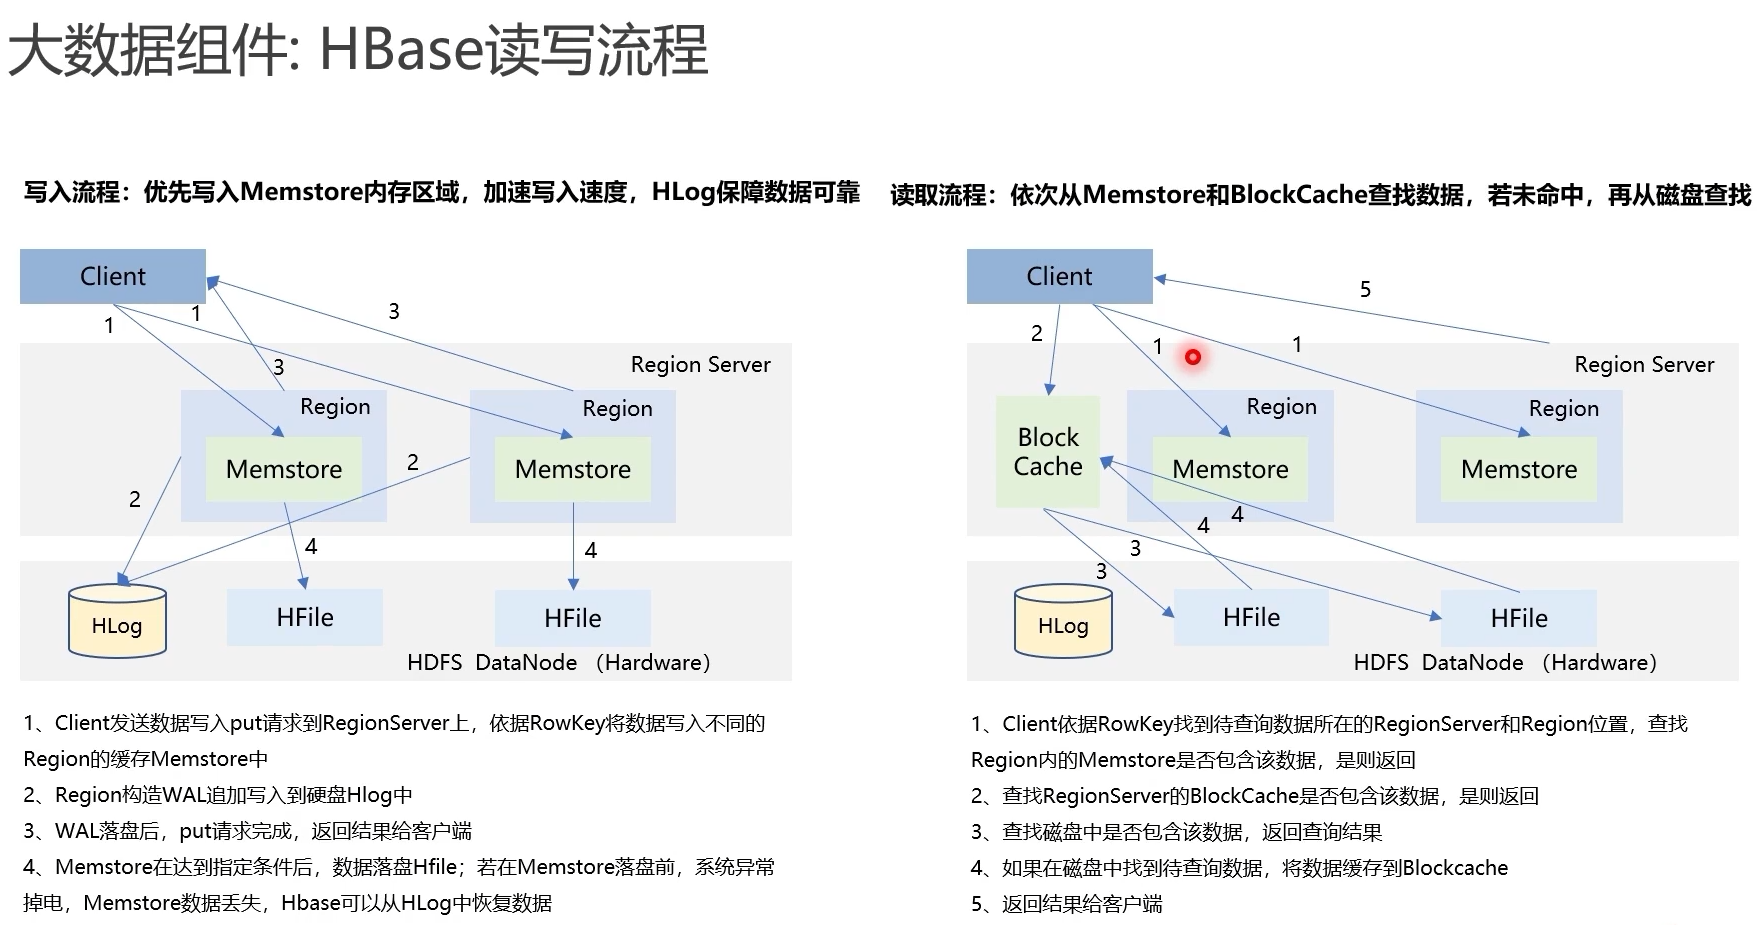 大数据组件: HBase读写流程
写入流程：优先写入Memstore内存区域，加速写入速度，HLog保障数据可靠
Client
1
1
3
3
Region Server
Region
Region
Memstore
Memstore
2
2
4
4
HLog
HFile
HFile
HDFS DataNode （Hardware）
1、Client发送数据写入put请求到RegionServer上，依据RowKey将数据写入不同的
Region的缓存Memstore中
2、Region构造WAL追加写入到硬盘Hlog中
3、WAL落盘后，put请求完成，返回结果给客户端
4、Memstore在达到指定条件后，数据落盘Hfile；若在Memstore落盘前，系统异常
掉电，Memstore数据丢失，Hbase可以从HLog中恢复数据
读取流程：依次从Memstore和BlockCache查找数据，若未命中，再从磁盘查找
Client
5
2
1
1
Region Server
Region
Region
Block
Cache
Memstore
Memstore
4
4
3
3
HLog
HFile
HFile
HDFS DataNode （Hardware）
1、Client依据RowKey找到待查询数据所在的RegionServer和Region位置，查找
Region内的Memstore是否包含该数据，是则返回
2、查找RegionServer的BlockCache是否包含该数据，是则返回
3、查找磁盘中是否包含该数据，返回查询结果
4、如果在磁盘中找到待查询数据，将数据缓存到Blockcache
5、返回结果给客户端